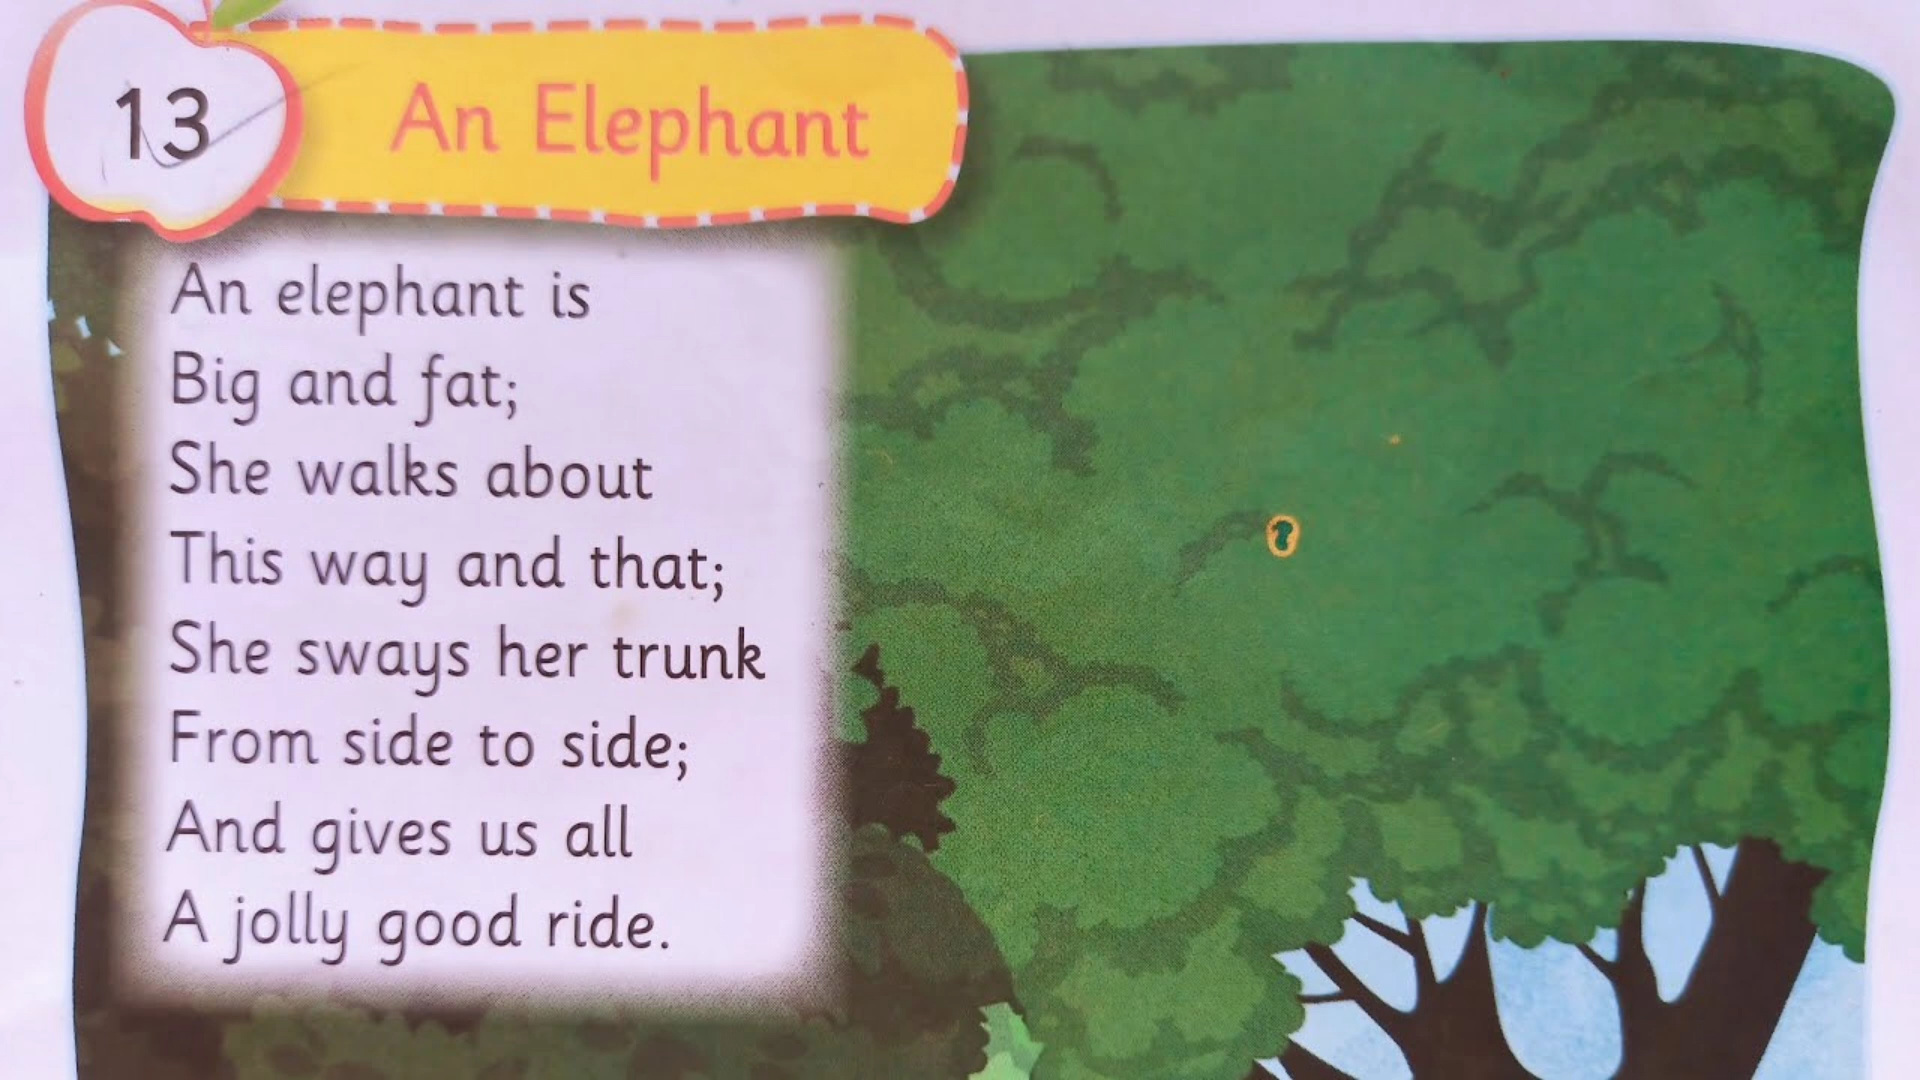 13
An Elephant
An elephant is
Big and fat;
She walks about
This way and that;
She sways her trunk
From side to side;
And gives us all
A jolly good ride.